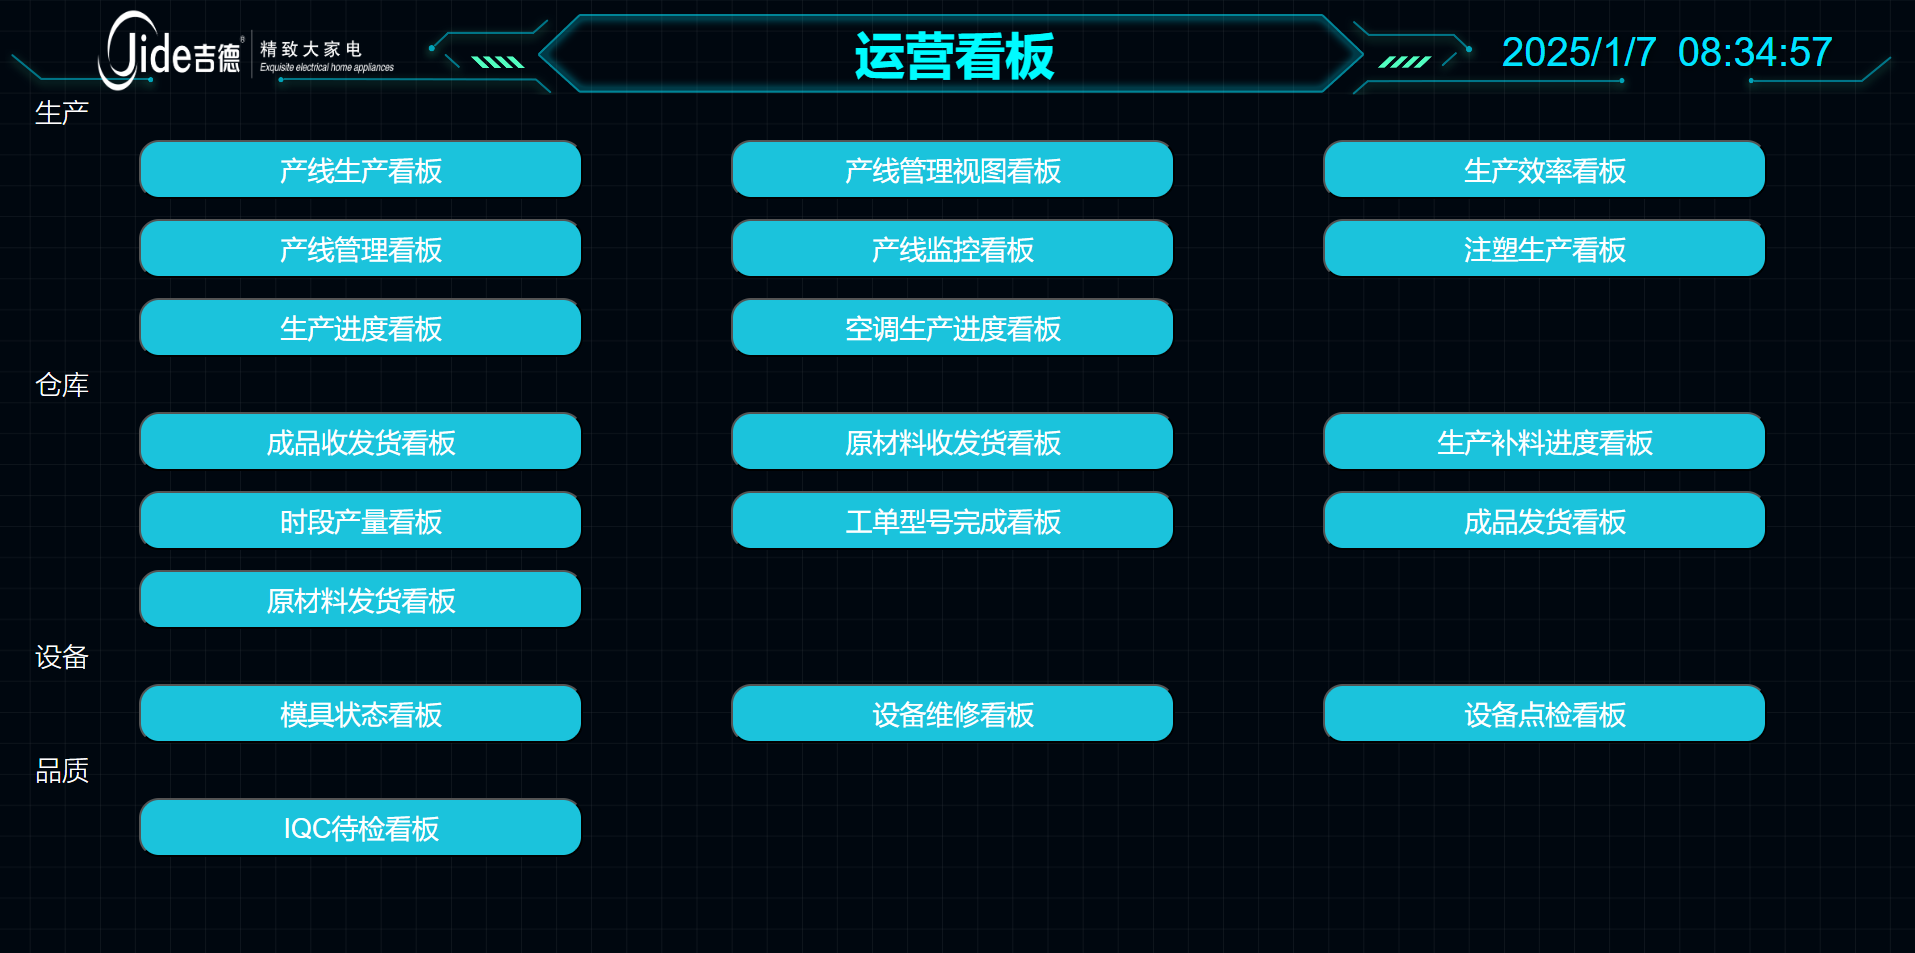 Jide吉德® 精致大家电
Exquisite electrical home appliances
运营看板
2025/1/7 08:34:57
生产
产线生产看板 产线管理视图看板 生产效率看板
产线管理看板 产线监控看板 注塑生产看板
生产进度看板 空调生产进度看板
仓库
成品收发货看板 原材料收发货看板 生产补料进度看板
时段产量看板 工单型号完成看板 成品发货看板
原材料发货看板
设备
模具状态看板 设备维修看板 设备点检看板
品质
IQC待检看板